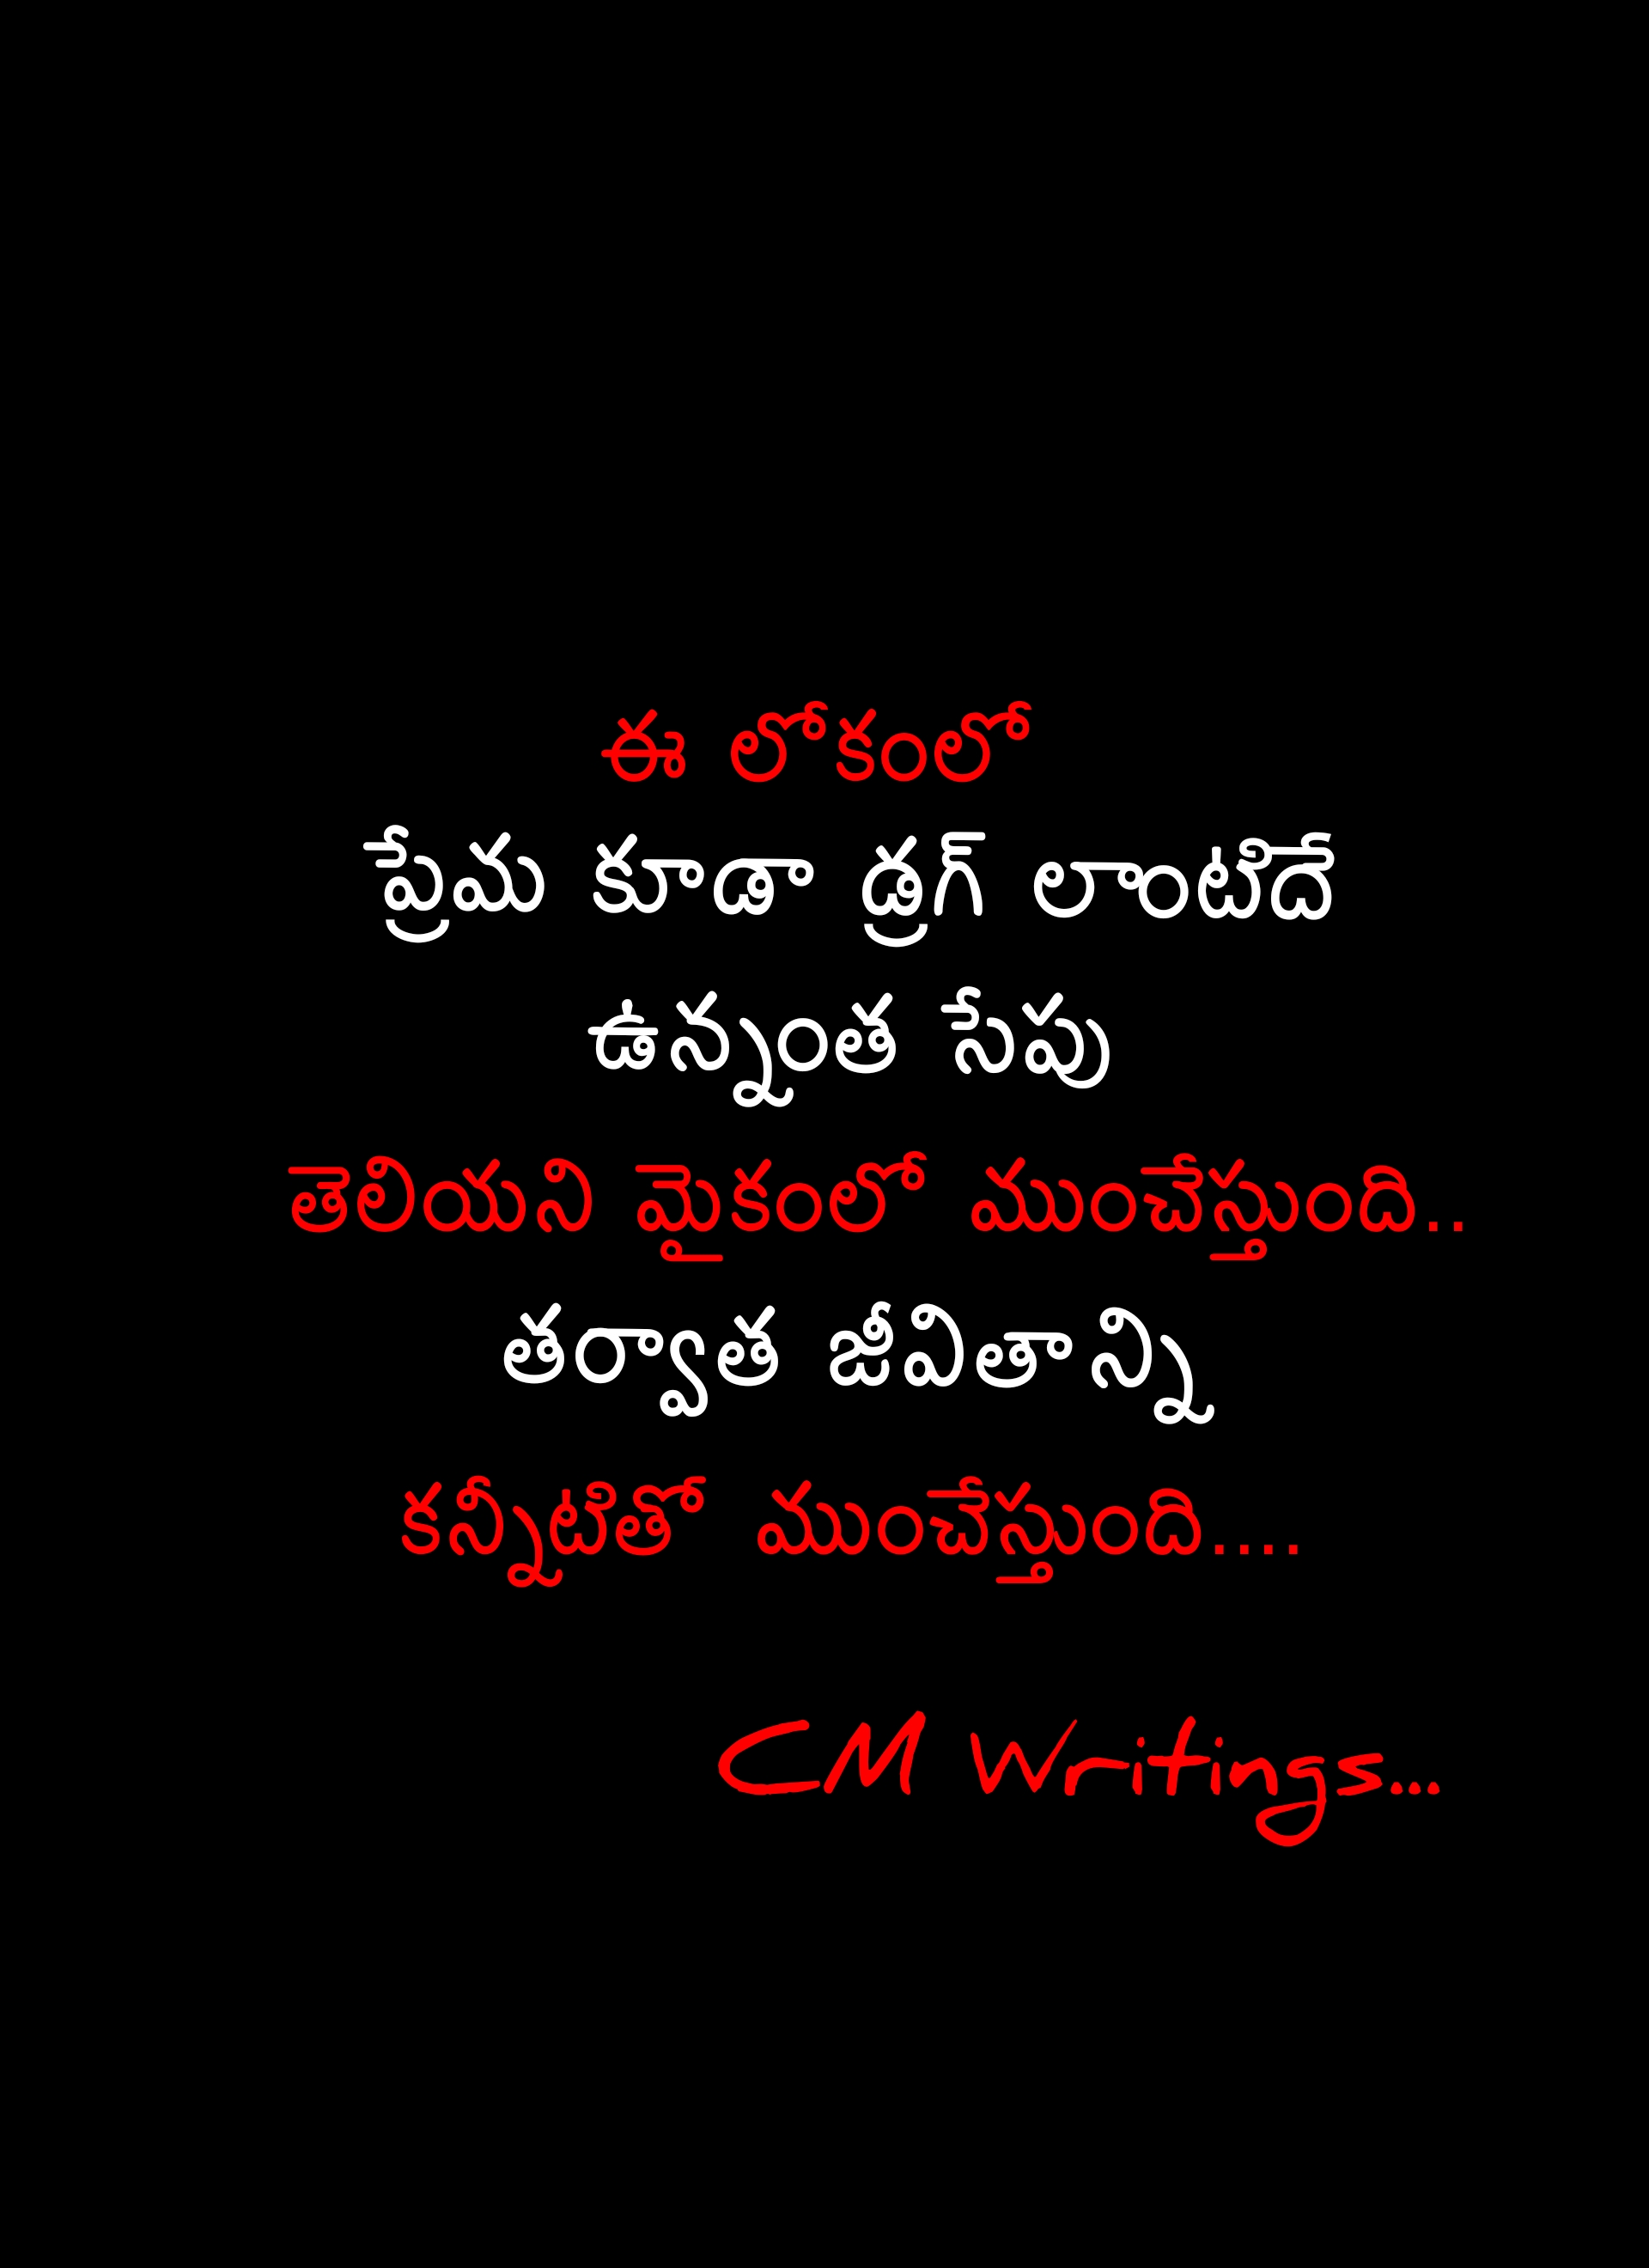 ఈ లోకంలో
ప్రేమ కూడా డ్రగ్ లాంటిదే
ఉన్నంత సేపు
తెలియని మైకంలో ముంచేస్తుంది..
తర్వాత జీవితాన్ని
కన్నీటితో ముంచేస్తుంది....
CM Writings...